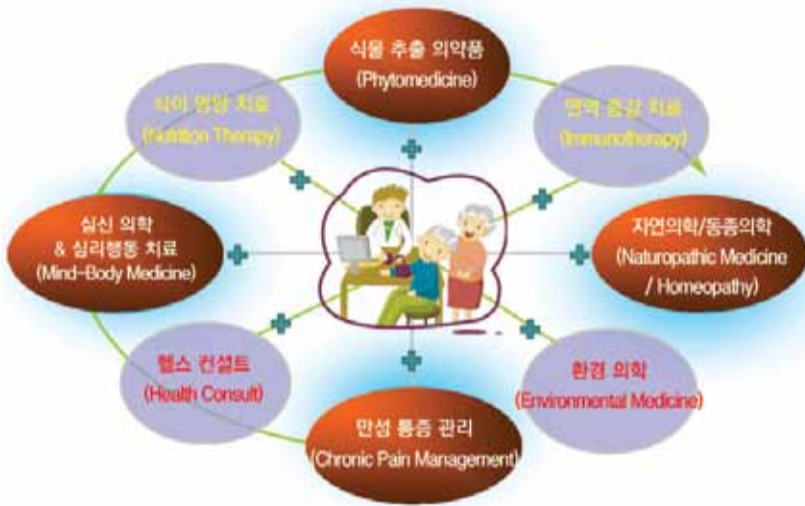 식물 추출 의약품
(Phytomedicine)
식이 영양 치료
(Nutrition Therapy)
면역 증강 치료
(Immunotherapy)
심신 의학
& 심리행동 치료
(Mind-Body Medicine)
자연의학/동종의학
(Naturopathic Medicine
/ Homeopathy)
헬스 컨설트
(Health Consult)
환경 의학
(Environmental Medicine)
만성 통증 관리
(Chronic Pain Management)